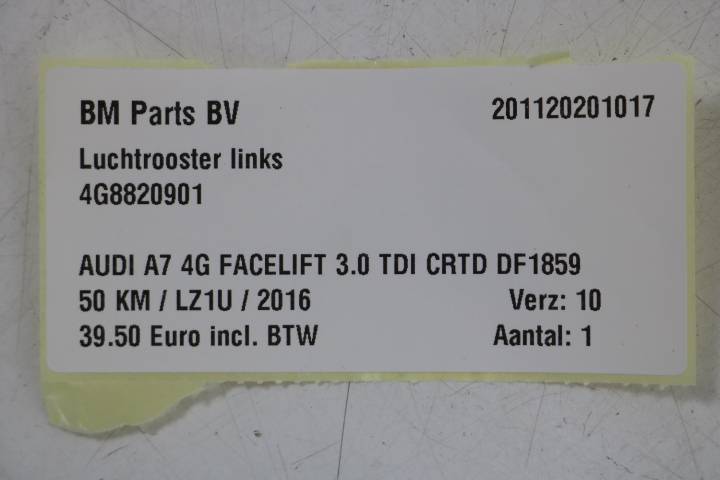 BM Parts BV 201120201017
Luchtrooster links
4G8820901
AUDI A7 4G FACELIFT 3.0 TDI CRTD DF1859
50 KM / LZ1U / 2016 Verz: 10
39.50 Euro incl. BTW Aantal: 1